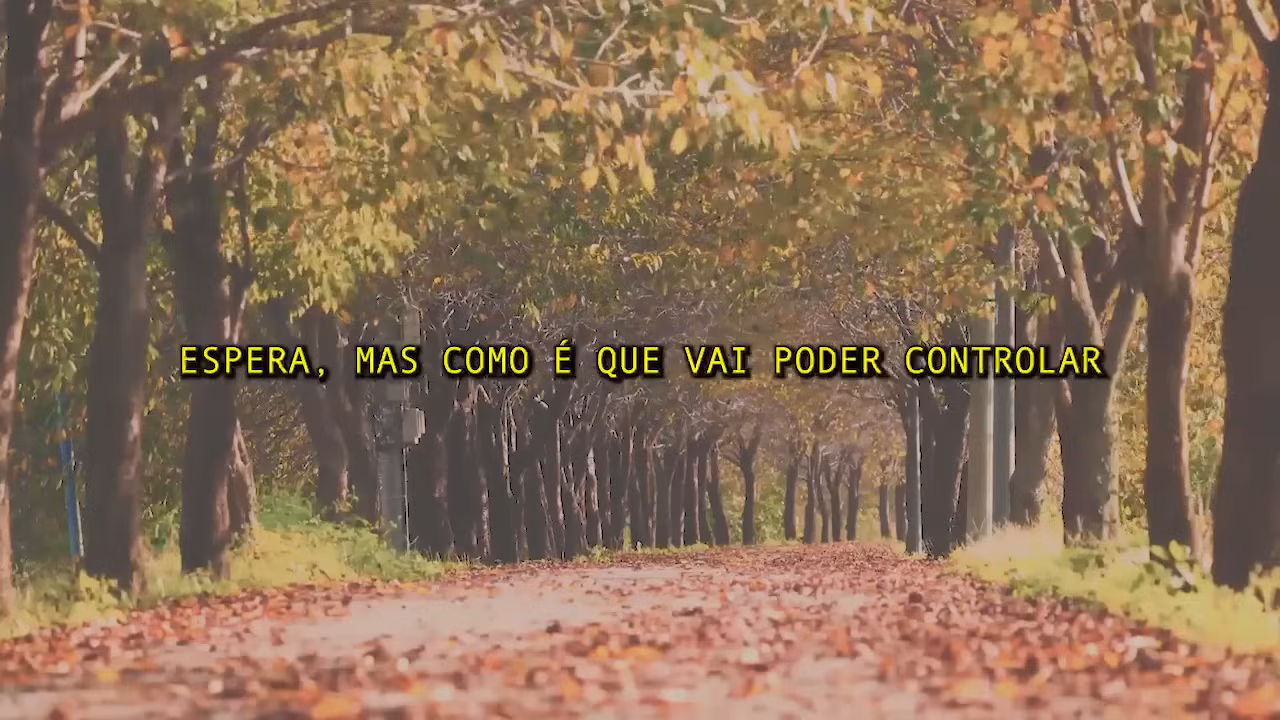 ESPERA, MAS COMO É QUE VAI PODER CONTROLAR